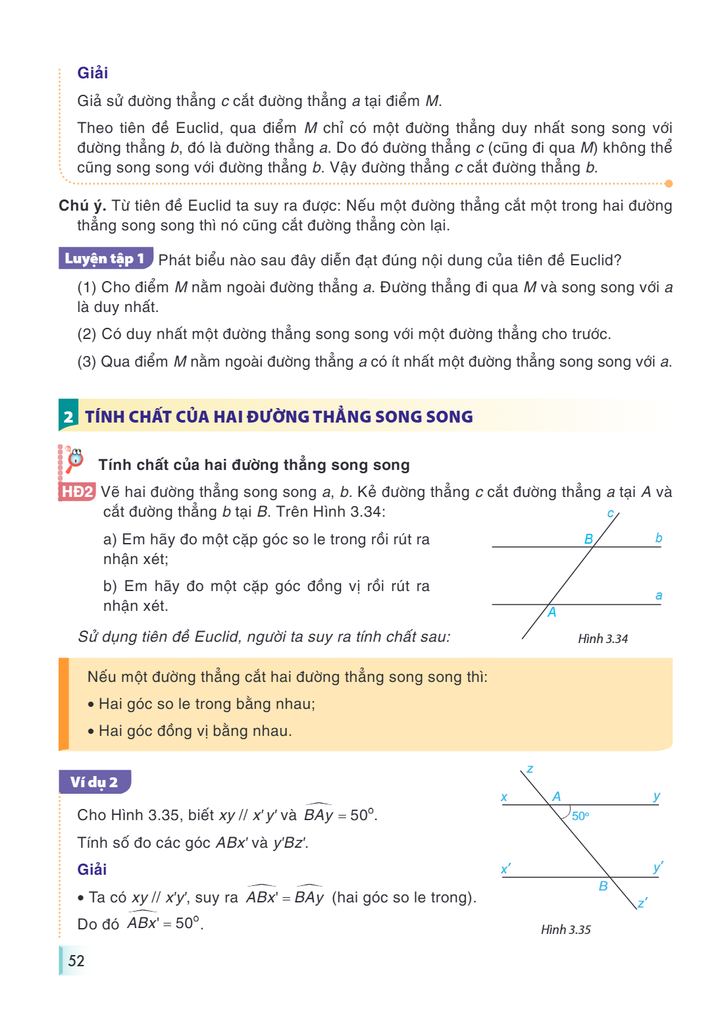 Giải
Giả sử đường thẳng c cắt đường thẳng a tại điểm M.
Theo tiên đề Euclid, qua điểm M chỉ có một đường thẳng duy nhất song song với
đường thẳng b, đó là đường thẳng a. Do đó đường thẳng c (cũng đi qua M) không thể
cũng song song với đường thẳng b. Vậy đường thẳng c cắt đường thẳng b.
Chú ý. Từ tiên đề Euclid ta suy ra được: Nếu một đường thẳng cắt một trong hai đường
thẳng song song thì nó cũng cắt đường thẳng còn lại.
Luyện tập 1 Phát biểu nào sau đây diễn đạt đúng nội dung của tiên đề Euclid?
(1) Cho điểm M nằm ngoài đường thẳng a. Đường thẳng đi qua M và song song với a
là duy nhất.
(2) Có duy nhất một đường thẳng song song với một đường thẳng cho trước.
(3) Qua điểm M nằm ngoài đường thẳng a có ít nhất một đường thẳng song song với a.
2 TÍNH CHẤT CỦA HAI ĐƯỜNG THẲNG SONG SONG
Tính chất của hai đường thẳng song song
HĐ2 Vẽ hai đường thẳng song song a, b. Kẻ đường thẳng c cắt đường thẳng a tại A và
cắt đường thẳng b tại B. Trên Hình 3.34:
a) Em hãy đo một cặp góc so le trong rồi rút ra
nhận xét;
b) Em hãy đo một cặp góc đồng vị rồi rút ra
nhận xét.
c
B
b
a
A
Hình 3.34
Sử dụng tiên đề Euclid, người ta suy ra tính chất sau:
Nếu một đường thẳng cắt hai đường thẳng song song thì:
• Hai góc so le trong bằng nhau;
• Hai góc đồng vị bằng nhau.
Ví dụ 2
Cho Hình 3.35, biết xy // x'y' và B͡Ay = 50°.
Tính số đo các góc ABx' và y'Bz'.
Giải
• Ta có xy // x'y', suy ra A͡Bx' = B͡Ay (hai góc so le trong).
Do đó A͡Bx' = 50°.
z
x
A
y
50°
x'
y'
B
z'
Hình 3.35
52